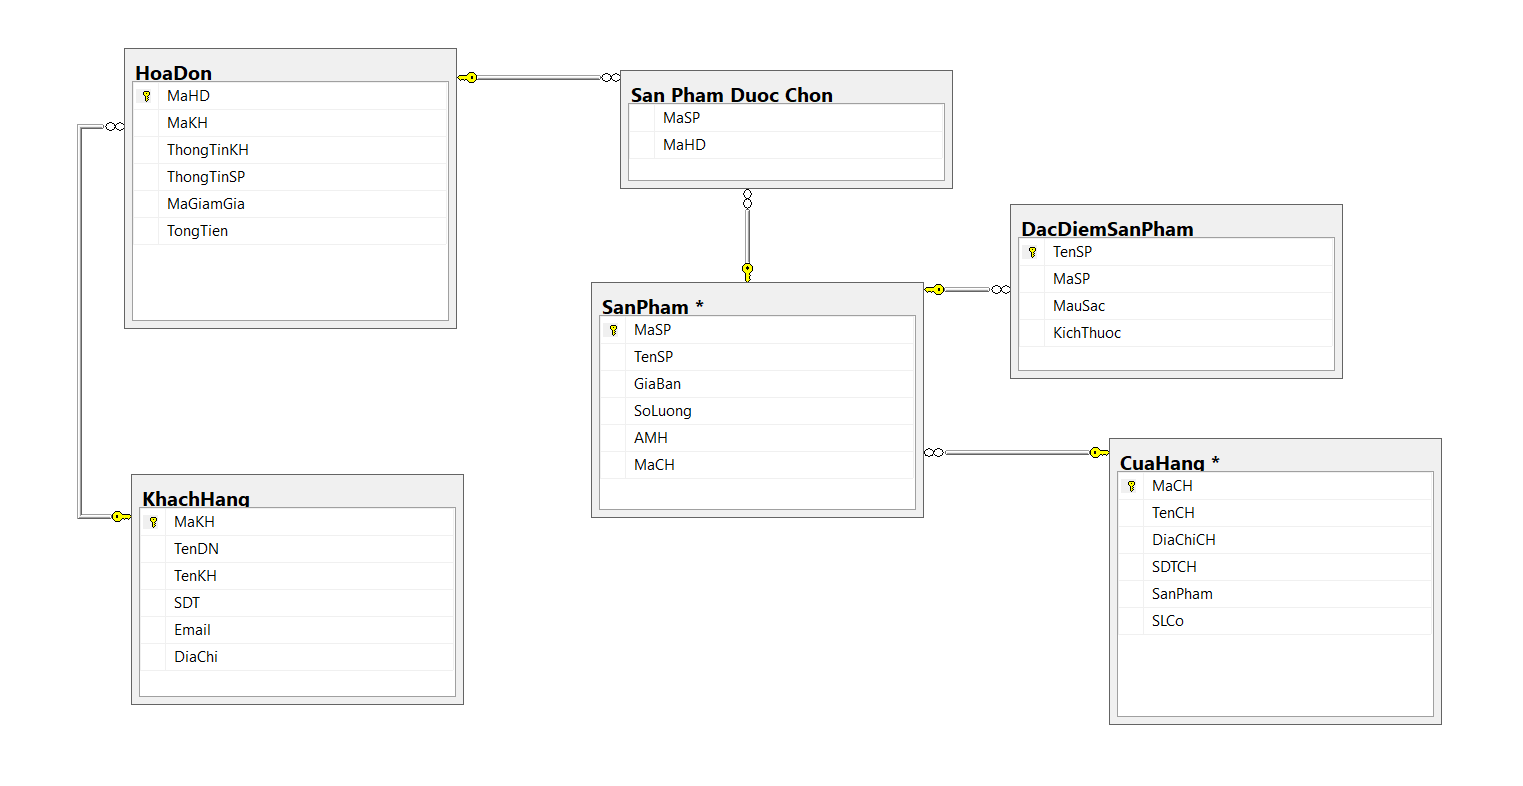 HoaDon
MaHD
MaKH
ThongTinKH
ThongTinSP
MaGiamGia
TongTien
San Pham Duoc Chon
MaSP
MaHD
DacDiemSanPham
TenSP
MaSP
MauSac
KichThuoc
SanPham *
MaSP
TenSP
GiaBan
SoLuong
AMH
MaCH
CuaHang *
MaCH
TenCH
DiaChiCH
SDTCH
SanPham
SLCo
KhachHang
MaKH
TenDN
TenKH
SDT
Email
DiaChi